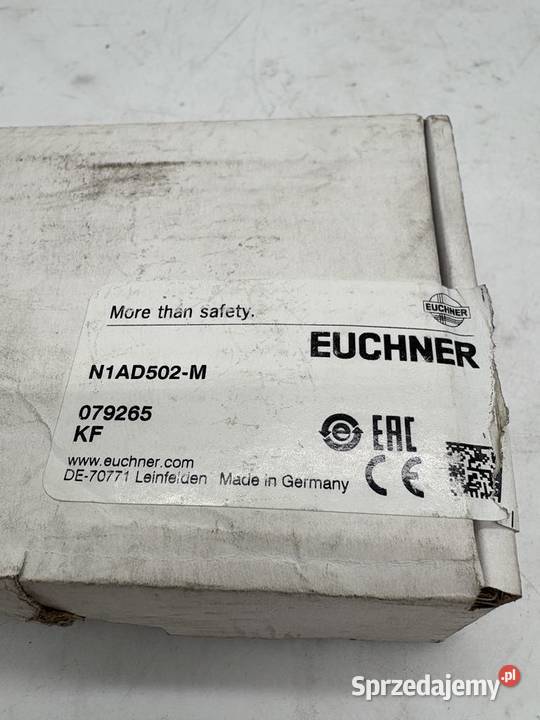 More than safety.
EUCHNER
EUCHNER
N1AD502-M
079265
KF
EAC
CE
www.euchner.com
DE-70771 Leinfelden Made in Germany
Sprzedajemy.pl